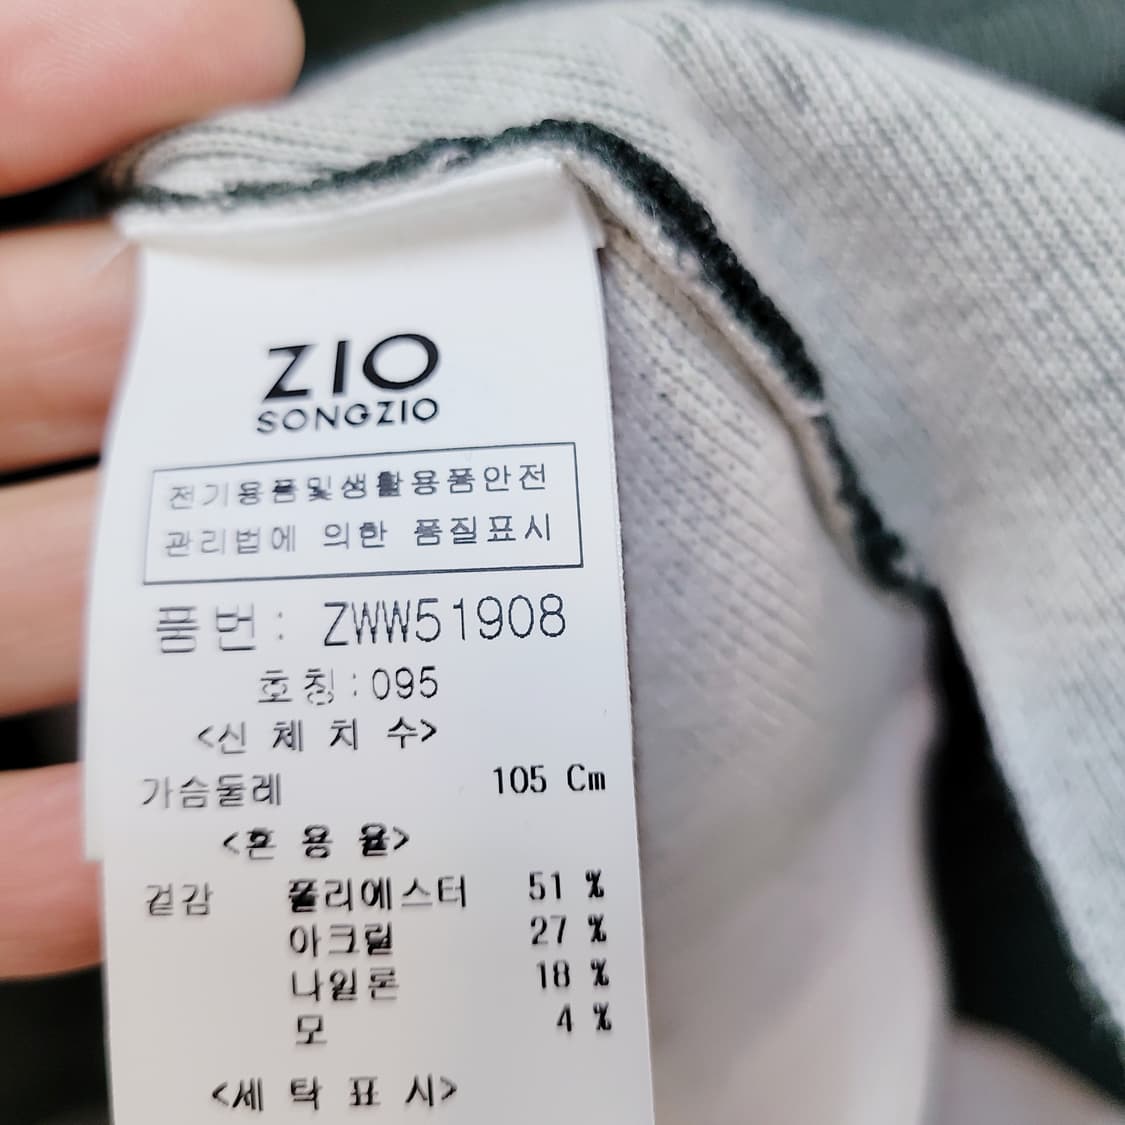 ZIO
SONGZIO
전기용품및생활용품안전
관리법에 의한 품질표시
품번: ZWW51908
호칭:095
<신 체 치 수>
가슴둘레 105 Cm
<혼 용 율>
겉감 폴리에스터 51 %
아크릴 27 %
나일론 18 %
모 4 %
<세 탁 표 시>